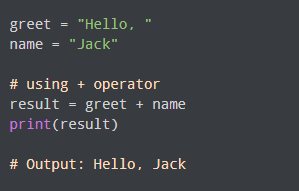 greet = "Hello, "
name = "Jack"
# using + operator
result = greet + name
print(result)
# Output: Hello, Jack